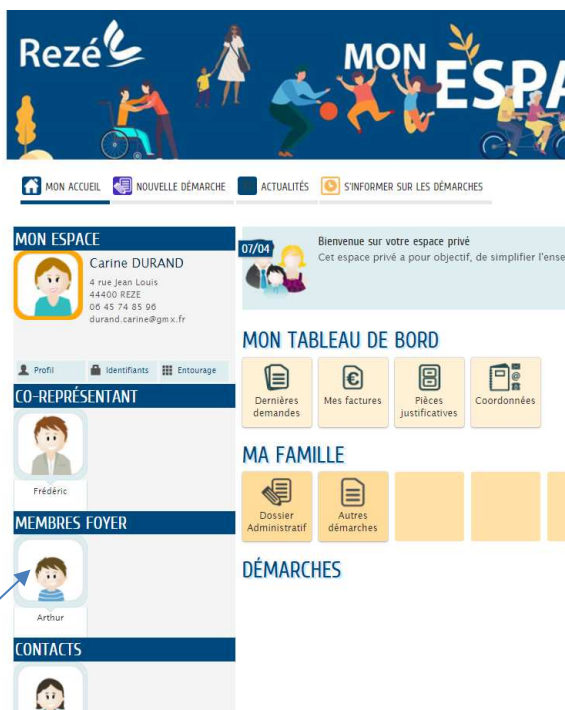 Rezé
MON ESPA
MON ACCUEIL
NOUVELLE DÉMARCHE
ACTUALITÉS
S'INFORMER SUR LES DÉMARCHES
MON ESPACE
Carine DURAND
4 rue Jean Louis
44400 REZE
06 45 74 85 96
durand.carine@gmx.fr
Profil
Identifiants
Entourage
CO-REPRÉSENTANT
Frédéric
MEMBRES FOYER
Arthur
CONTACTS
07/04
Bienvenue sur votre espace privé
Cet espace privé a pour objectif, de simplifier l'ense
MON TABLEAU DE BORD
Dernières
demandes
Mes factures
Pièces
justificatives
Coordonnées
MA FAMILLE
Dossier
Administratif
Autres
démarches
DÉMARCHES